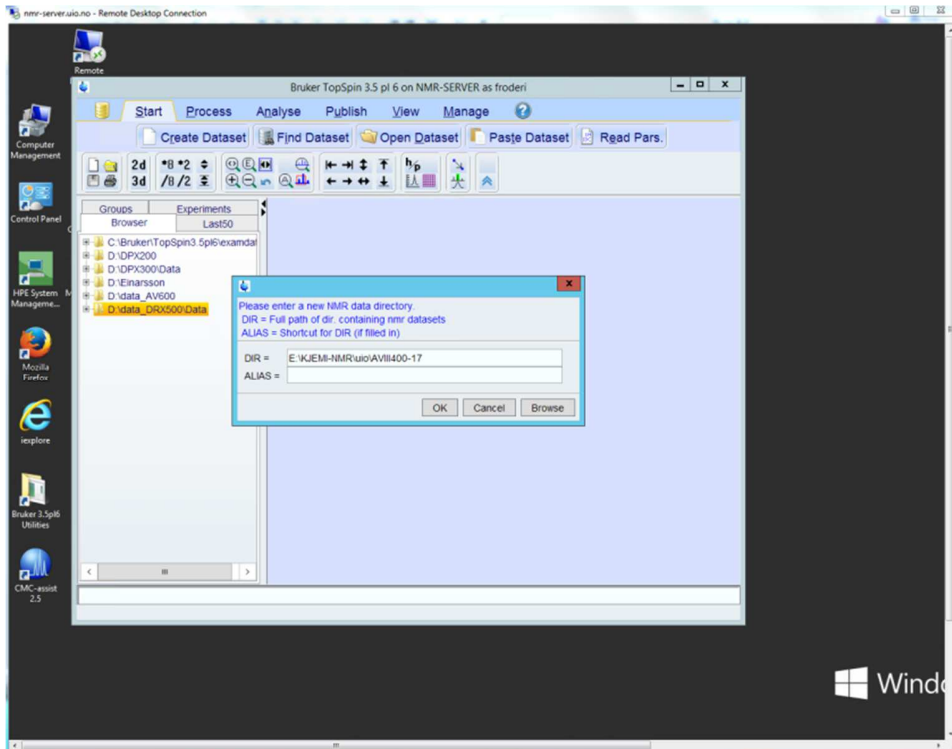 nmr-server.uio.no - Remote Desktop Connection
Remote
Bruker TopSpin 3.5 pl 6 on NMR-SERVER as froderi
Start Process Analyse Publish View Manage
Create Dataset Find Dataset Open Dataset Paste Dataset Read Pars.
2d *8 *2
3d /8 /2
Groups Experiments
Browser Last50
C:\Bruker\TopSpin3.5pl6\examdat
D:\DPX200
D:\DPX300\Data
D:\Einarsson
D:\data_AV600
D:\data_DRX500\Data
Please enter a new NMR data directory.
DIR = Full path of dir. containing nmr datasets
ALIAS = Shortcut for DIR (if filled in)
DIR = E:\KJEMI-NMR\uio\AVIII400-17
ALIAS =
OK Cancel Browse
Computer
Management
Control Panel
HPE System M
Manageme...
Mozilla
Firefox
iexplore
Bruker 3.5pl6
Utilities
CMC-assist
2.5
Windo